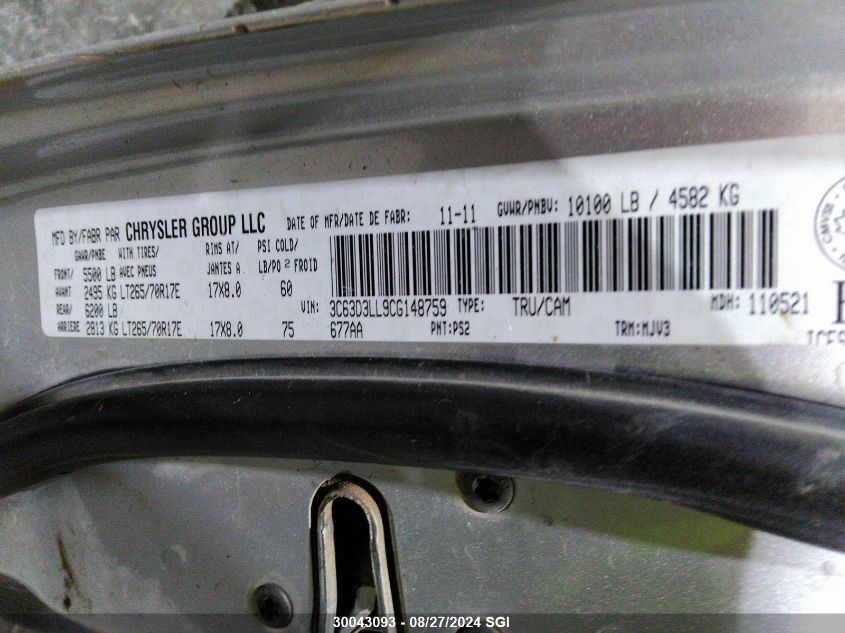 MFD BY/FABR PAR CHRYSLER GROUP LLC DATE OF MFR/DATE DE FABR: 11-11 GVWR/PNBV: 10100 LB / 4582 KG
GAWR/PNBE WITH TIRES/ RIMS AT/ PSI COLD/
FRONT/ 5500 LB AVEC PNEUS JANTES A LB/PO2 FROID
AVANT 2495 KG LT265/70R17E 17X8.0 60
REAR/ 6200 LB VIN: 3C63D3LL9CG148759 TYPE: TRU/CAM MDH: 110521
ARRIERE 2813 KG LT265/70R17E 17X8.0 75 677AA PNT:PS2 TRM:MJV3
30043093 - 08/27/2024 SGI